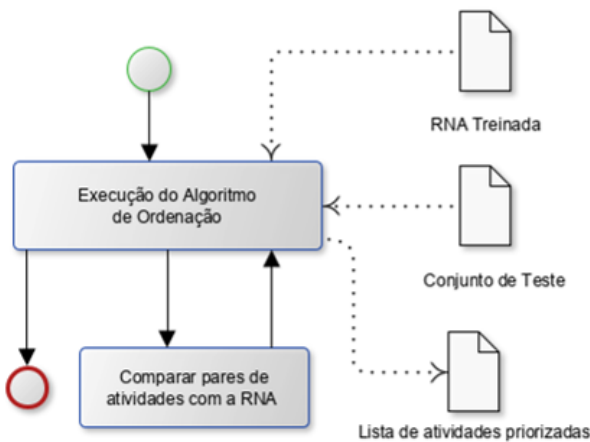 RNA Treinada
Execução do Algoritmo
de Ordenação
Conjunto de Teste
Comparar pares de
atividades com a RNA
Lista de atividades priorizadas